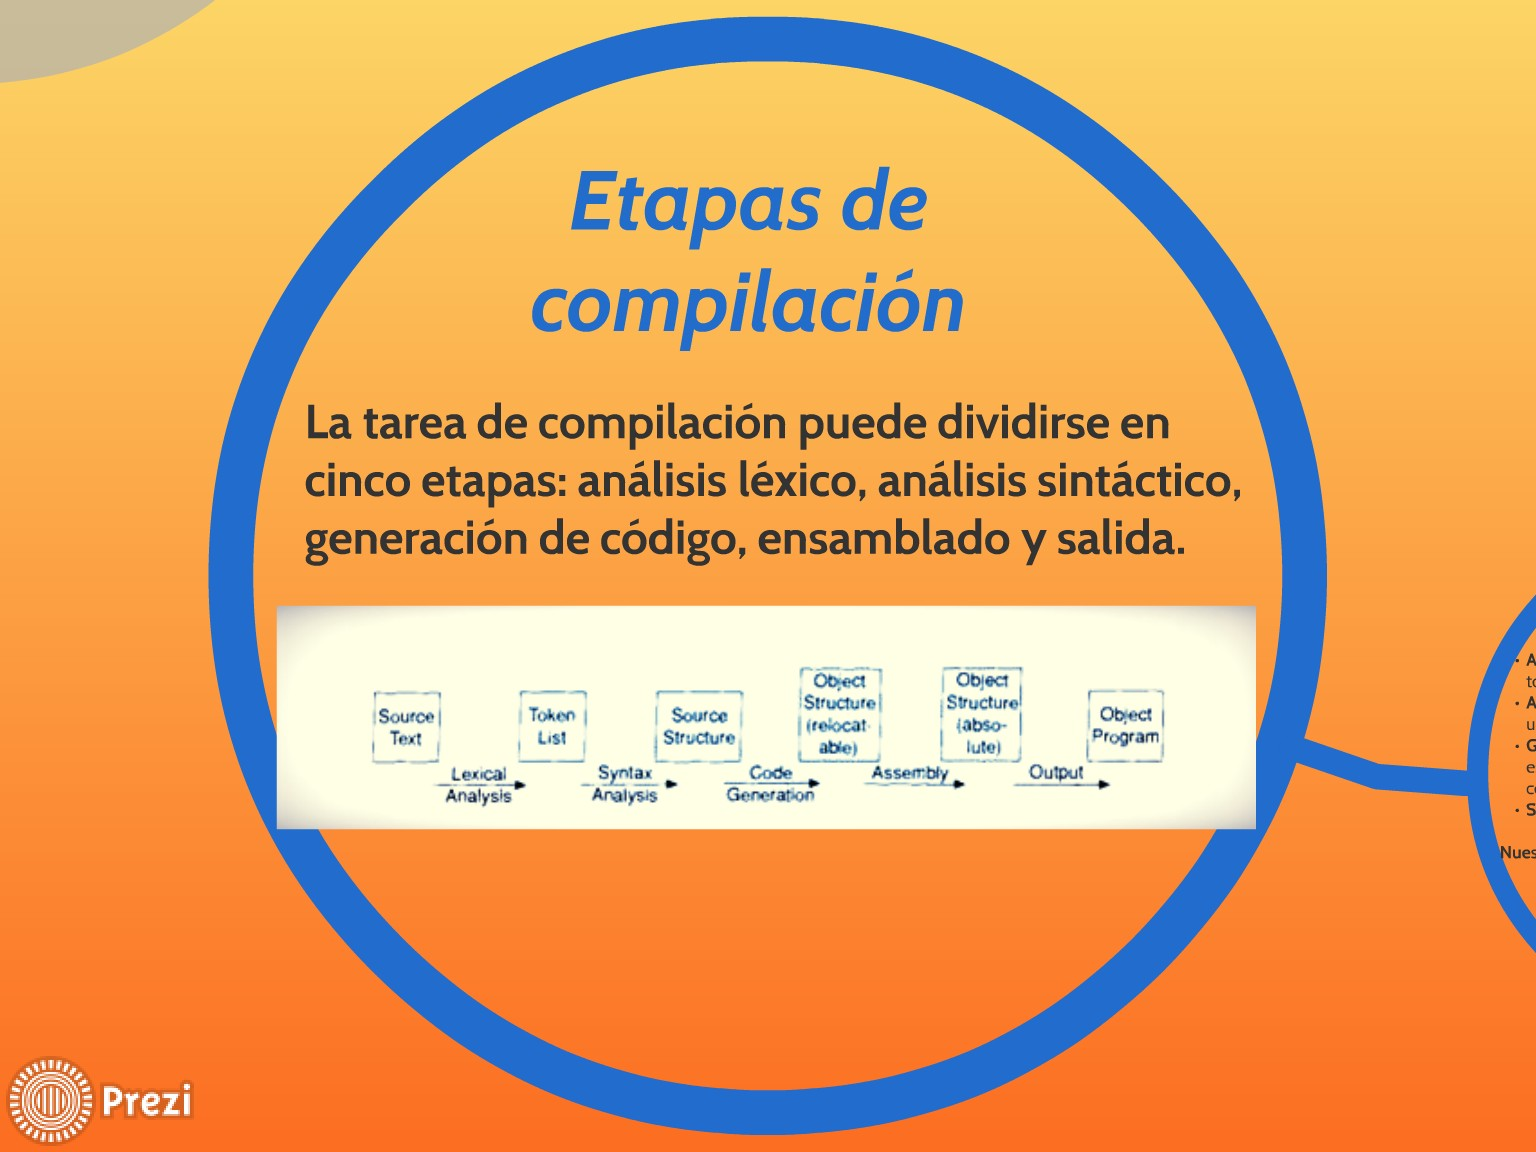 Etapas de
compilación
La tarea de compilación puede dividirse en
cinco etapas: análisis léxico, análisis sintáctico,
generación de código, ensamblado y salida.
Source
Text
Token
List
Source
Structure
Object
Structure
(relocat-
able)
Object
Structure
(abso-
lute)
Object
Program
Lexical
Analysis
Syntax
Analysis
Code
Generation
Assembly
Output
Prezi